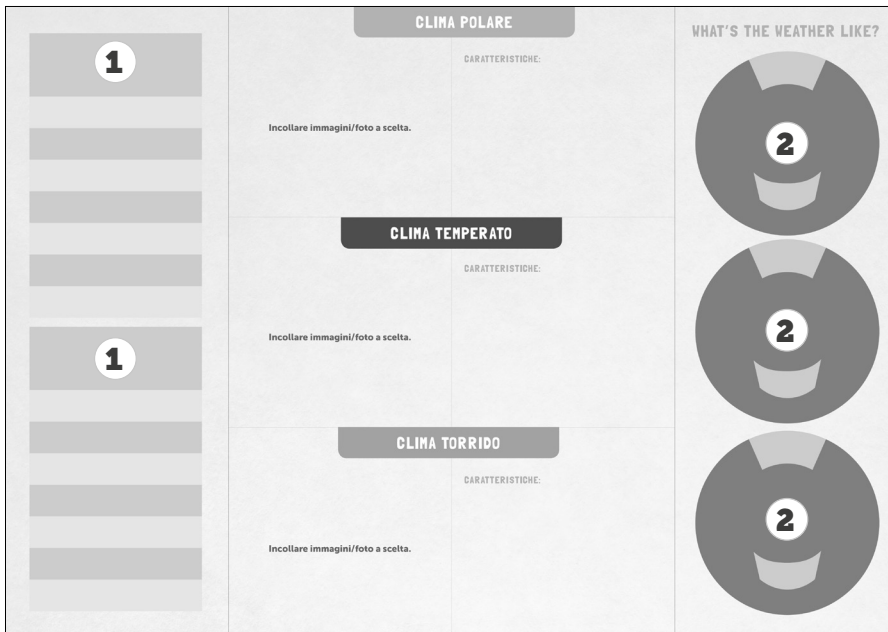 1
1
CLIMA POLARE
CARATTERISTICHE:
Incollare immagini/foto a scelta.
CLIMA TEMPERATO
CARATTERISTICHE:
Incollare immagini/foto a scelta.
CLIMA TORRIDO
CARATTERISTICHE:
Incollare immagini/foto a scelta.
WHAT'S THE WEATHER LIKE?
2
2
2